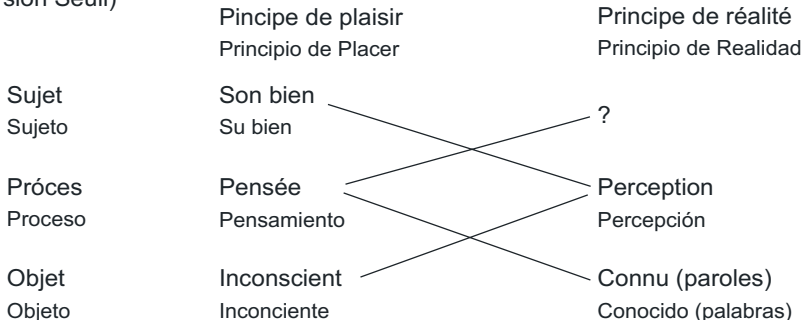 sión Seuil)
Pincipe de plaisir
Principe de réalité
Principio de Placer
Principio de Realidad
Sujet
Son bien
?
Sujeto
Su bien
Próces
Pensée
Perception
Proceso
Pensamiento
Percepción
Objet
Inconscient
Connu (paroles)
Objeto
Inconciente
Conocido (palabras)